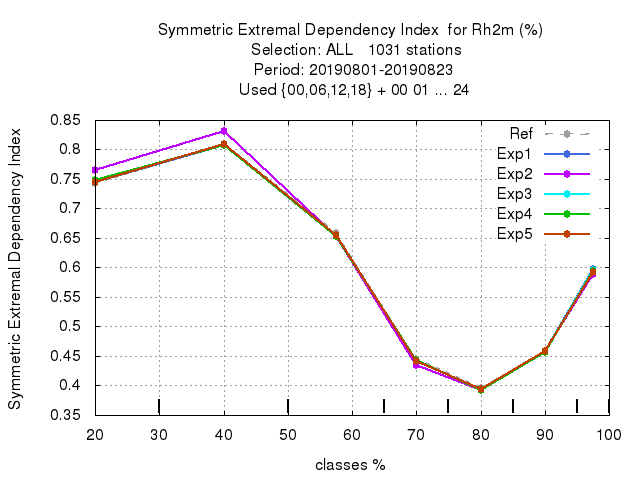 Symmetric Extremal Dependency Index for Rh2m (%)
Selection: ALL 1031 stations
Period: 20190801-20190823
Used {00,06,12,18} + 00 01 ... 24
Symmetric Extremal Dependency Index
0.85
0.8
0.75
0.7
0.65
0.6
0.55
0.5
0.45
0.4
0.35
Ref
Exp1
Exp2
Exp3
Exp4
Exp5
20 30 40 50 60 70 80 90 100
classes %